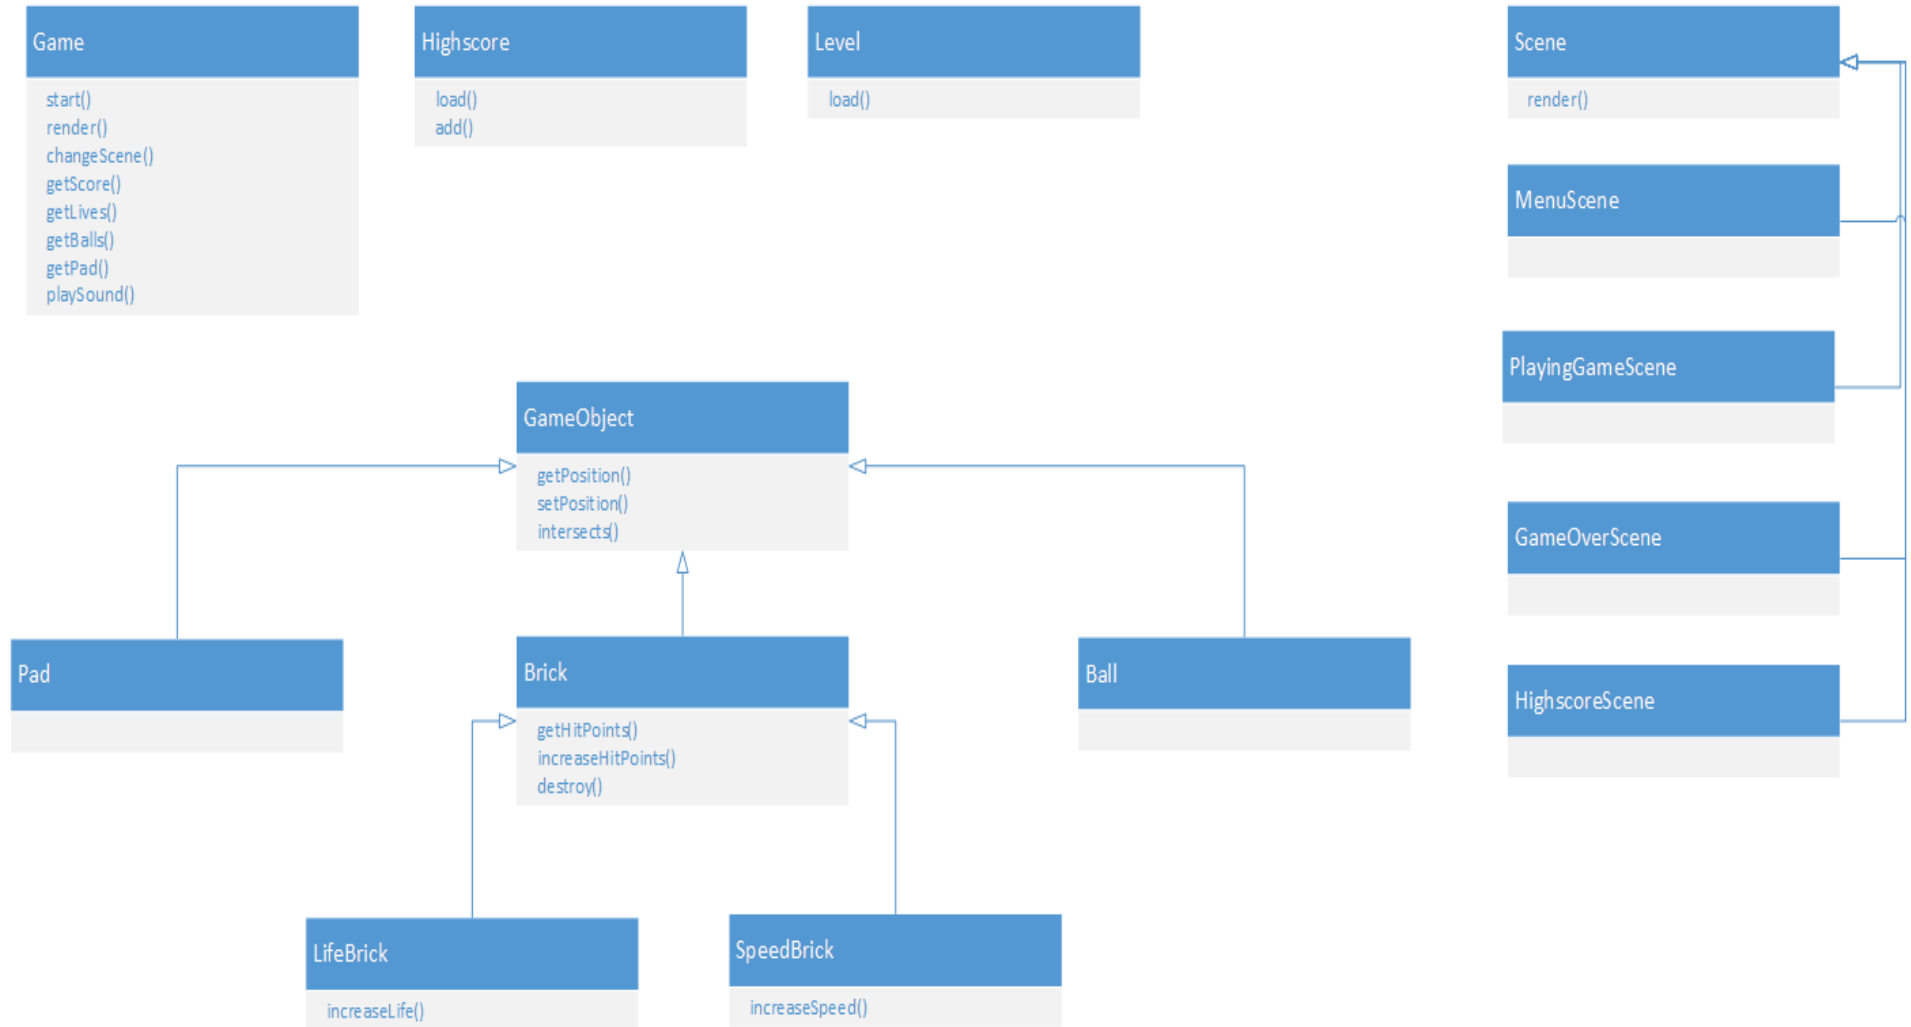 Game
start()
render()
changeScene()
getScore()
getLives()
getBalls()
getPad()
playSound()
Highscore
load()
add()
Level
load()
Scene
render()
MenuScene
PlayingGameScene
GameOverScene
HighscoreScene
GameObject
getPosition()
setPosition()
intersects()
Pad
Brick
getHitPoints()
increaseHitPoints()
destroy()
Ball
LifeBrick
increaseLife()
SpeedBrick
increaseSpeed()